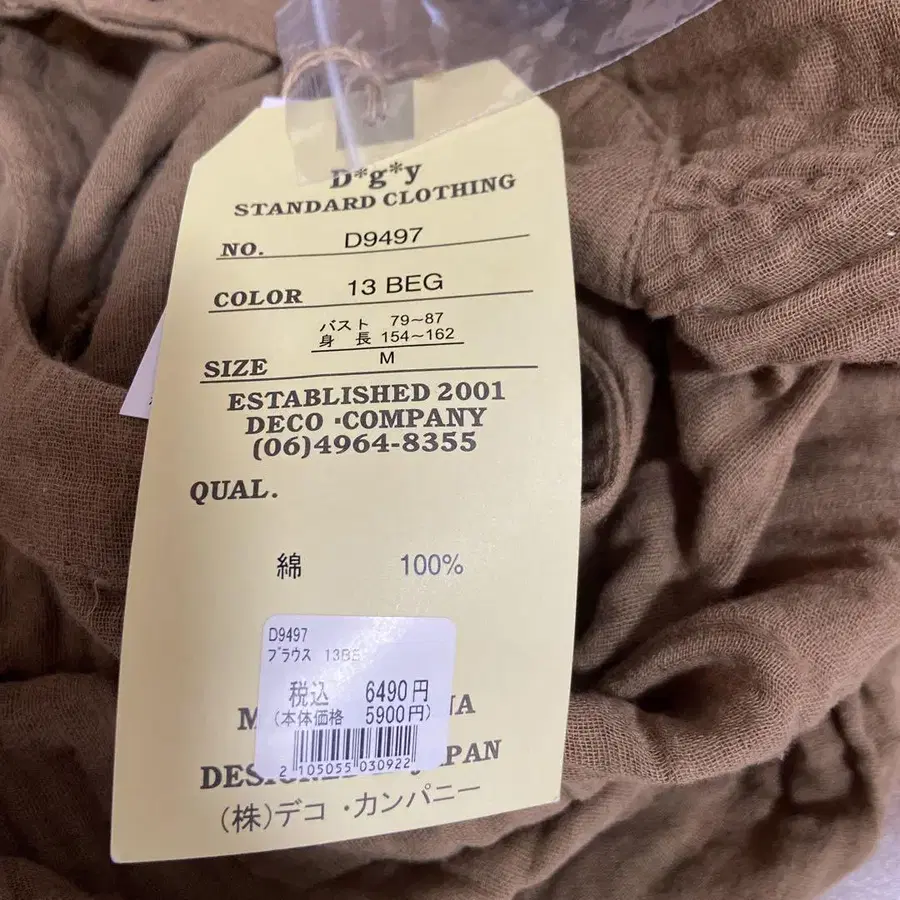 D*g*y
STANDARD CLOTHING
NO. D9497
COLOR 13 BEG
バスト 79~87
身 長 154~162
SIZE M
ESTABLISHED 2001
DECO・COMPANY
(06)4964-8355
QUAL.
綿 100%
D9497
ブラウス 13BE
税込 6490円
(本体価格 5900円)
2 105055 030922
(株)デコ・カンパニー